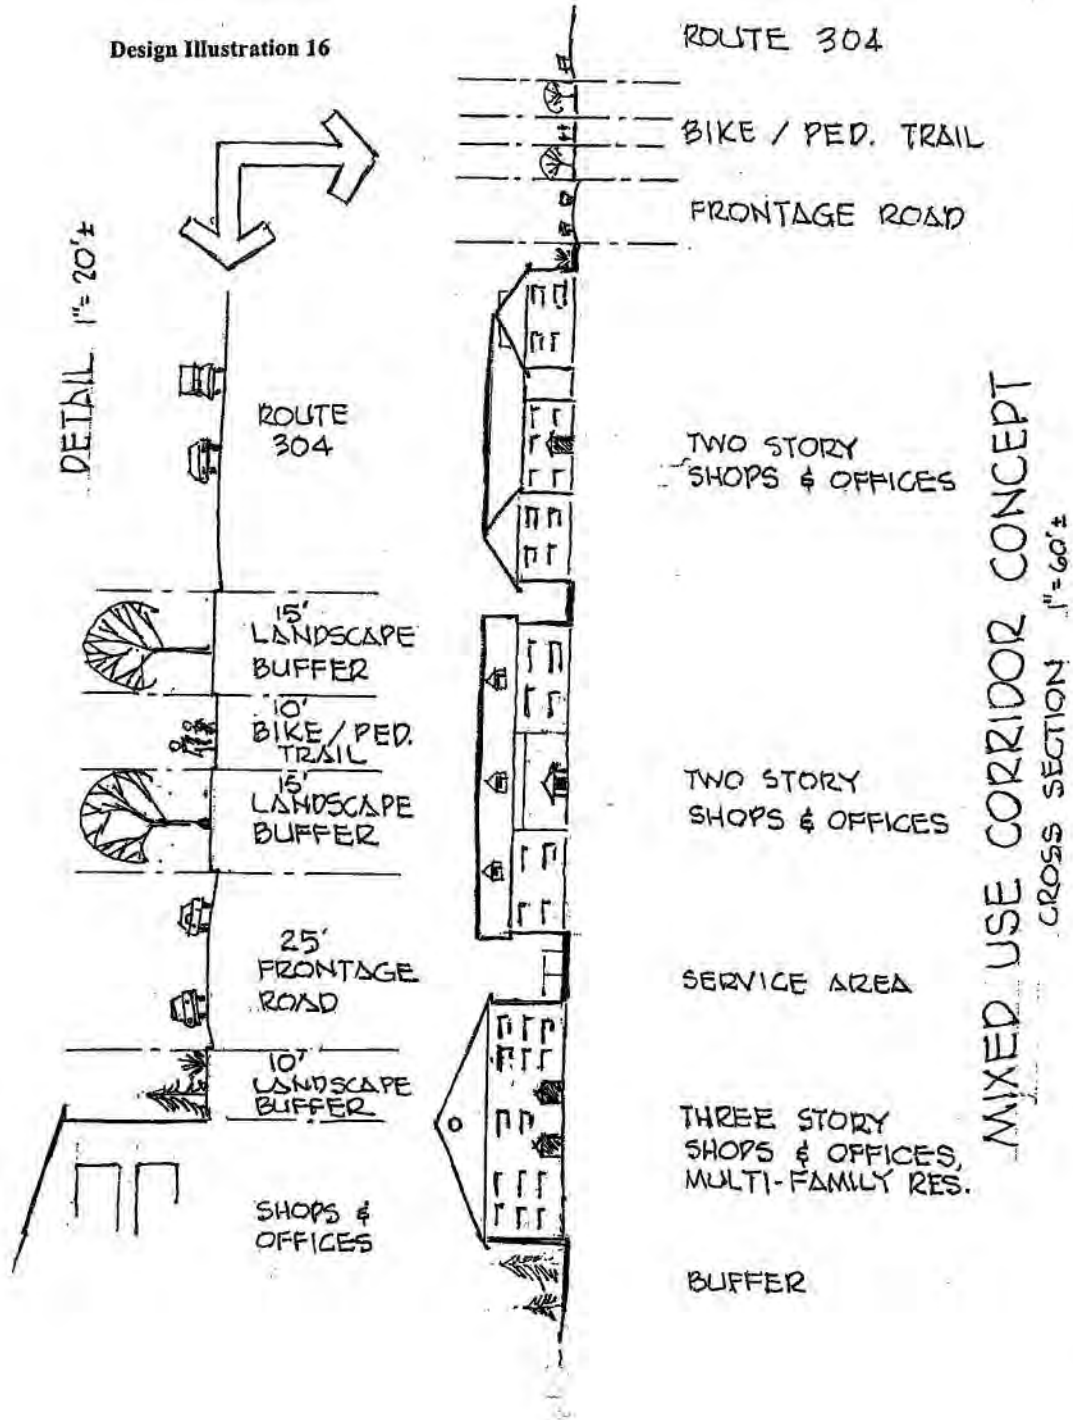 Design Illustration 16
DETAIL 1"= 20'±
ROUTE
304
15'
LANDSCAPE
BUFFER
10'
BIKE / PED.
TRAIL
15'
LANDSCAPE
BUFFER
25'
FRONTAGE
ROAD
10'
LANDSCAPE
BUFFER
SHOPS &
OFFICES
ROUTE 304
BIKE / PED. TRAIL
FRONTAGE ROAD
TWO STORY
SHOPS & OFFICES
TWO STORY
SHOPS & OFFICES
SERVICE AREA
THREE STORY
SHOPS & OFFICES,
MULTI-FAMILY RES.
BUFFER
MIXED USE CORRIDOR CONCEPT
CROSS SECTION 1"=60'±